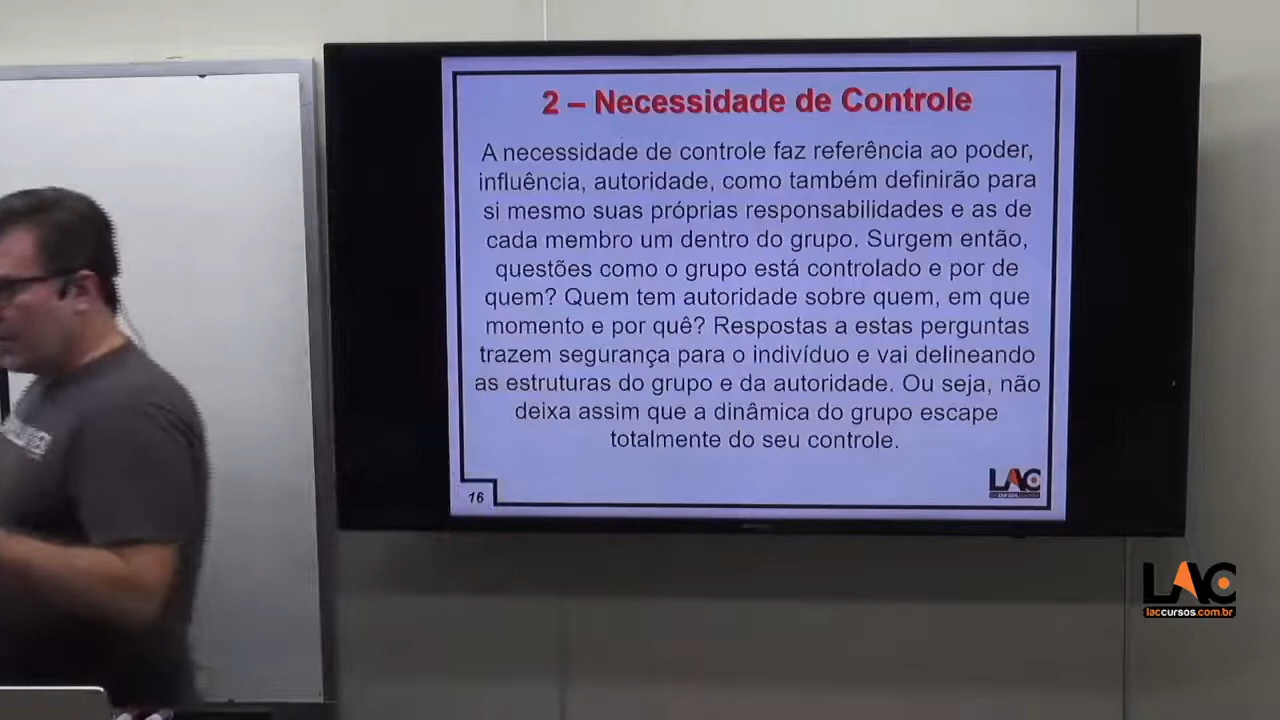 2 – Necessidade de Controle
A necessidade de controle faz referência ao poder,
influência, autoridade, como também definirão para
si mesmo suas próprias responsabilidades e as de
cada membro um dentro do grupo. Surgem então,
questões como o grupo está controlado e por de
quem? Quem tem autoridade sobre quem, em que
momento e por quê? Respostas a estas perguntas
trazem segurança para o indivíduo e vai delineando
as estruturas do grupo e da autoridade. Ou seja, não
deixa assim que a dinâmica do grupo escape
totalmente do seu controle.
16
LAC
LAC
laccursos.com.br